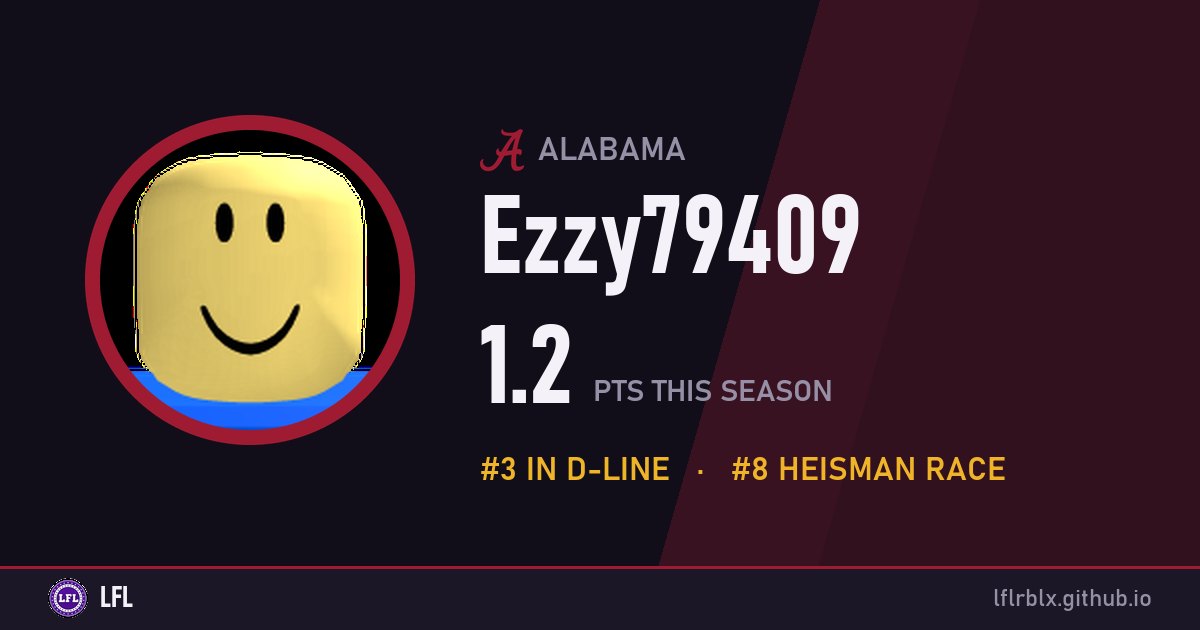 A ALABAMA
Ezzy79409
1.2 PTS THIS SEASON
#3 IN D-LINE · #8 HEISMAN RACE
LFL LFL
lflrblx.github.io